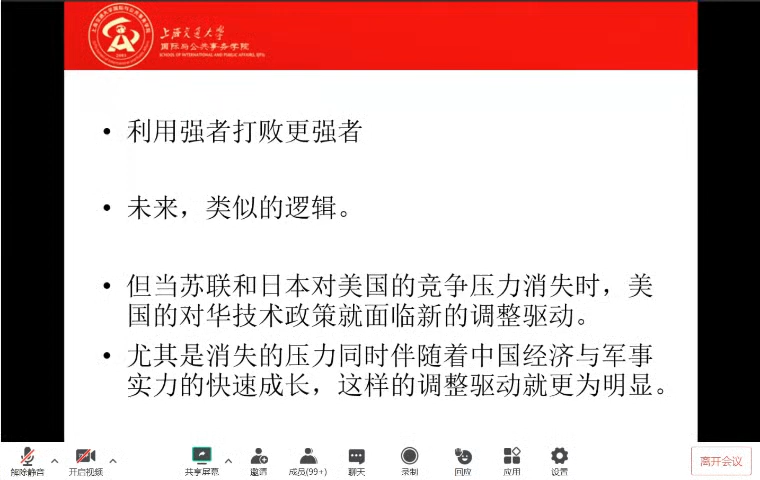 上海交通大学
国际与公共事务学院
SCHOOL OF INTERNATIONAL AND PUBLIC AFFAIRS, SJTU
• 利用强者打败更强者
• 未来，类似的逻辑。
• 但当苏联和日本对美国的竞争压力消失时，美
国的对华技术政策就面临新的调整驱动。
• 尤其是消失的压力同时伴随着中国经济与军事
实力的快速成长，这样的调整驱动就更为明显。
解除静音 开启视频 共享屏幕 邀请 成员(99+) 聊天 录制 回应 应用 设置 离开会议